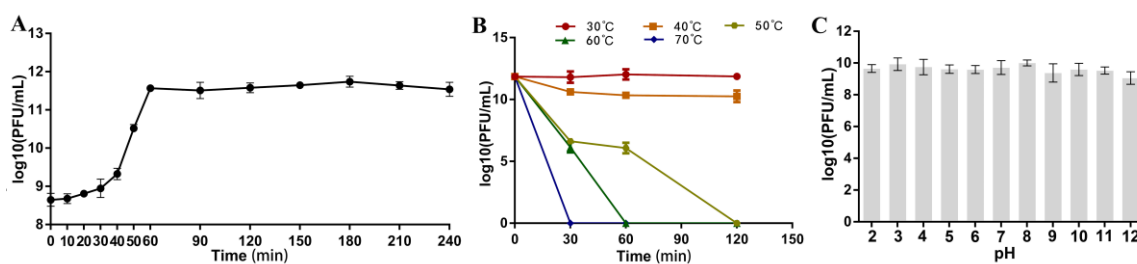 A
log10(PFU/mL)
13
12
11
10
9
8
0 10 20 30 40 50 60 90 120 150 180 210 240
Time (min)
B
30℃ 40℃ 50℃
60℃ 70℃
log10(PFU/mL)
15
10
5
0
0 30 60 90 120 150
Time (min)
C
log10(PFU/mL)
12
10
8
6
4
2
0
2 3 4 5 6 7 8 9 10 11 12
pH